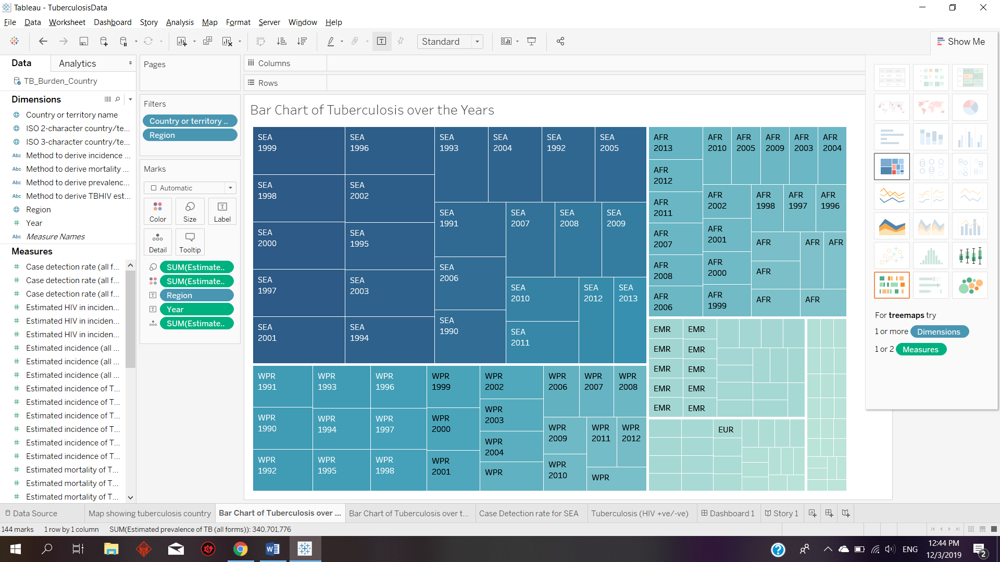 Tableau - TuberculosisData
File Data Worksheet Dashboard Story Analysis Map Format Server Window Help
Standard
Show Me
Data
Analytics
TB_Burden_Country
Dimensions
Country or territory name
ISO 2-character country/te...
ISO 3-character country/te...
Abc Method to derive incidence ...
Abc Method to derive mortality ...
Abc Method to derive prevalenc...
Abc Method to derive TBHIV est...
Region
# Year
Abc Measure Names
Measures
# Case detection rate (all f...
# Case detection rate (all f...
# Case detection rate (all f...
# Estimated HIV in inciden...
# Estimated HIV in inciden...
# Estimated HIV in inciden...
# Estimated incidence (all ...
# Estimated incidence (all ...
# Estimated incidence (all ...
# Estimated incidence of T...
# Estimated incidence of T...
# Estimated incidence of T...
# Estimated incidence of T...
# Estimated incidence of T...
# Estimated incidence of T...
# Estimated mortality of T...
# Estimated mortality of T...
# Estimated mortality of T...
Pages
Filters
Country or territory ..
Region
Marks
Automatic
Color
Size
T
Label
Detail
Tooltip
SUM(Estimate..
SUM(Estimate..
T Region
T Year
SUM(Estimate..
Columns
Rows
Bar Chart of Tuberculosis over the Years
SEA
1999
SEA
1998
SEA
2000
SEA
1997
SEA
2001
SEA
1996
SEA
2002
SEA
1995
SEA
2003
SEA
1994
SEA
1993
SEA
2004
SEA
1992
SEA
2005
SEA
1991
SEA
2006
SEA
1990
SEA
2007
SEA
2008
SEA
2009
SEA
2010
SEA
2011
SEA
2012
SEA
2013
WPR
1991
WPR
1990
WPR
1992
WPR
1993
WPR
1994
WPR
1995
WPR
1996
WPR
1997
WPR
1998
WPR
1999
WPR
2000
WPR
2001
WPR
2002
WPR
2003
WPR
2004
WPR
WPR
2006
WPR
2007
WPR
2008
WPR
2009
WPR
2010
WPR
2011
WPR
2012
WPR
AFR
2013
AFR
2012
AFR
2011
AFR
2007
AFR
2008
AFR
2006
AFR
2010
AFR
2005
AFR
2009
AFR
2003
AFR
2004
AFR
2002
AFR
2001
AFR
2000
AFR
1999
AFR
1998
AFR
1997
AFR
1996
AFR
AFR
AFR
AFR
AFR
AFR
EMR
EMR
EMR
EMR
EMR
EMR
EMR
EMR
EMR
EMR
EUR
For treemaps try
1 or more Dimensions
1 or 2 Measures
Data Source
Map showing tuberculosis country
Bar Chart of Tuberculosis over ...
Bar Chart of Tuberculosis over t...
Case Detection rate for SEA
Tuberculosis (HIV +ve/-ve)
Dashboard 1
Story 1
144 marks 1 row by 1 column SUM(Estimated prevalence of TB (all forms)): 340,701,776
ENG
12:44 PM
12/3/2019
2